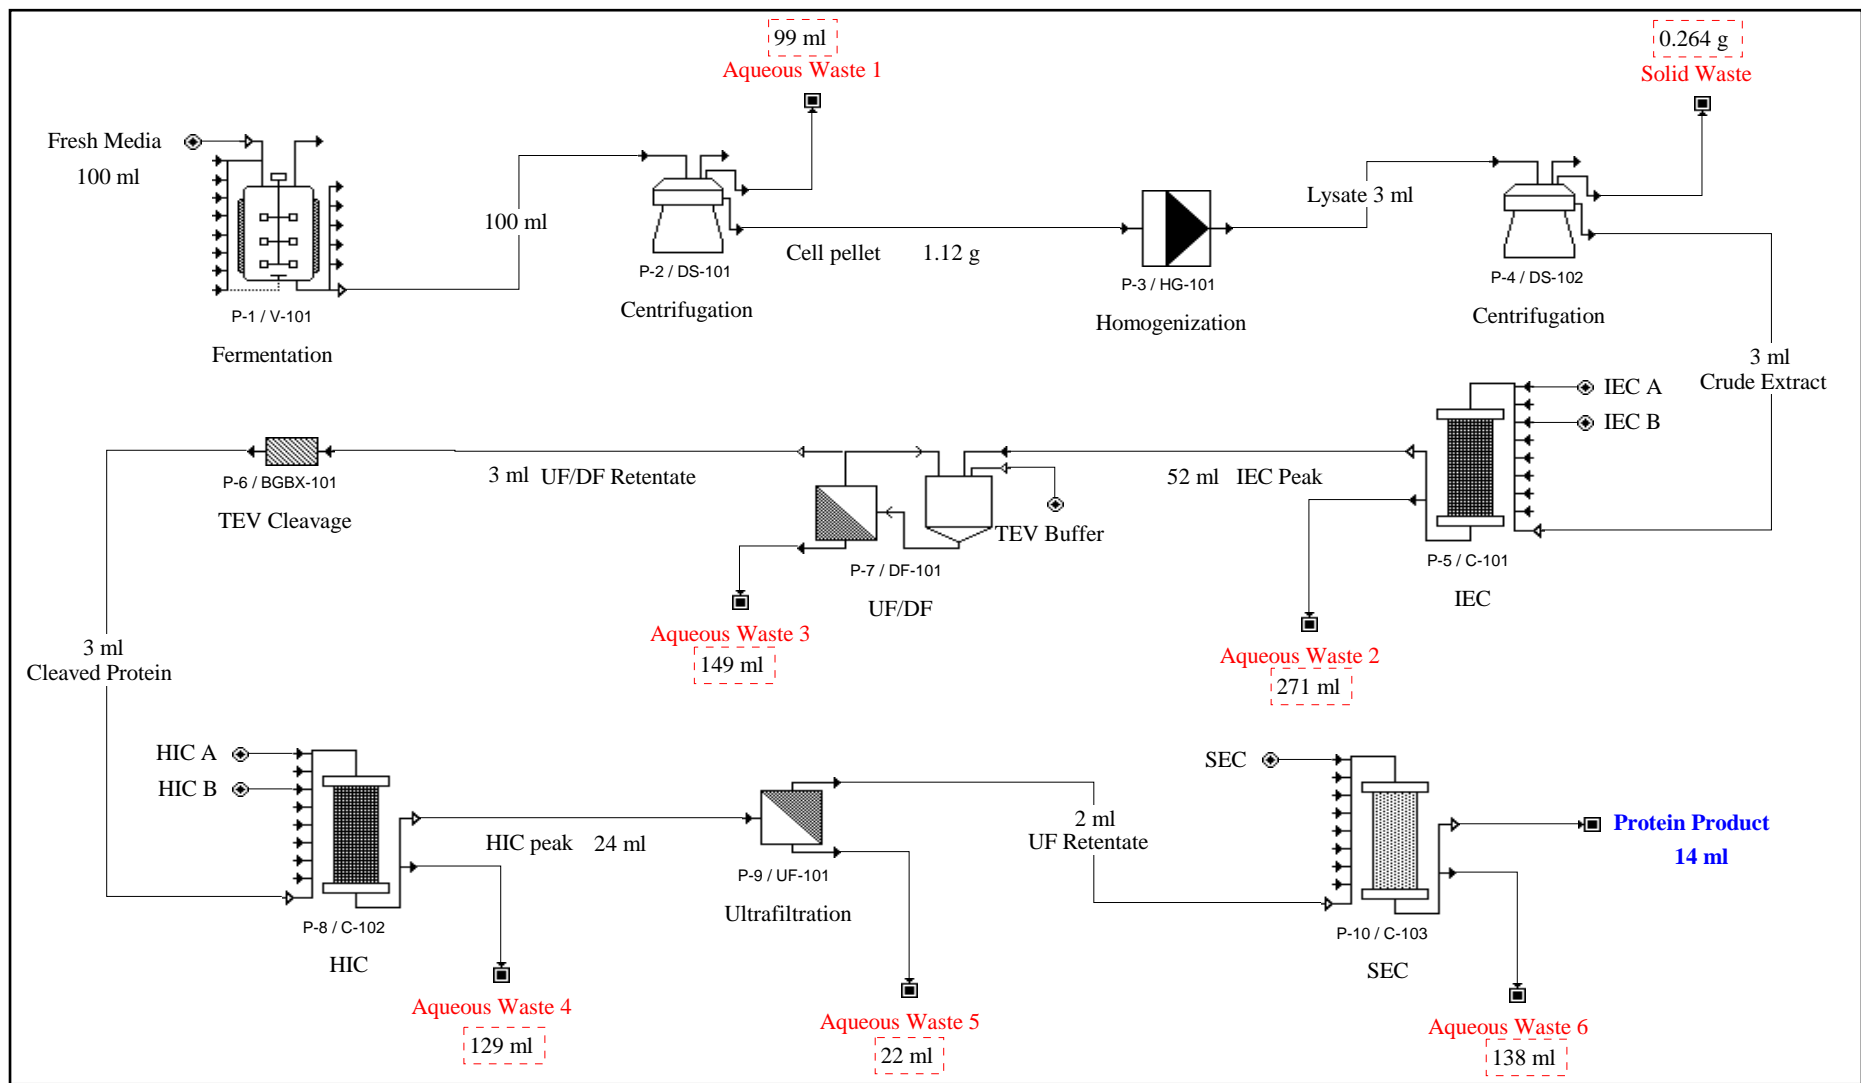 99 ml
Aqueous Waste 1
0.264 g
Solid Waste
Fresh Media
100 ml
100 ml
Lysate 3 ml
Cell pellet 1.12 g
P-1 / V-101
Fermentation
P-2 / DS-101
Centrifugation
P-3 / HG-101
Homogenization
P-4 / DS-102
Centrifugation
3 ml
Crude Extract
IEC A
IEC B
P-5 / C-101
IEC
52 ml IEC Peak
Aqueous Waste 2
271 ml
TEV Buffer
P-7 / DF-101
UF/DF
Aqueous Waste 3
149 ml
3 ml UF/DF Retentate
P-6 / BGBX-101
TEV Cleavage
3 ml
Cleaved Protein
HIC A
HIC B
P-8 / C-102
HIC
Aqueous Waste 4
129 ml
HIC peak 24 ml
P-9 / UF-101
Ultrafiltration
Aqueous Waste 5
22 ml
2 ml
UF Retentate
SEC
P-10 / C-103
SEC
Protein Product
14 ml
Aqueous Waste 6
138 ml